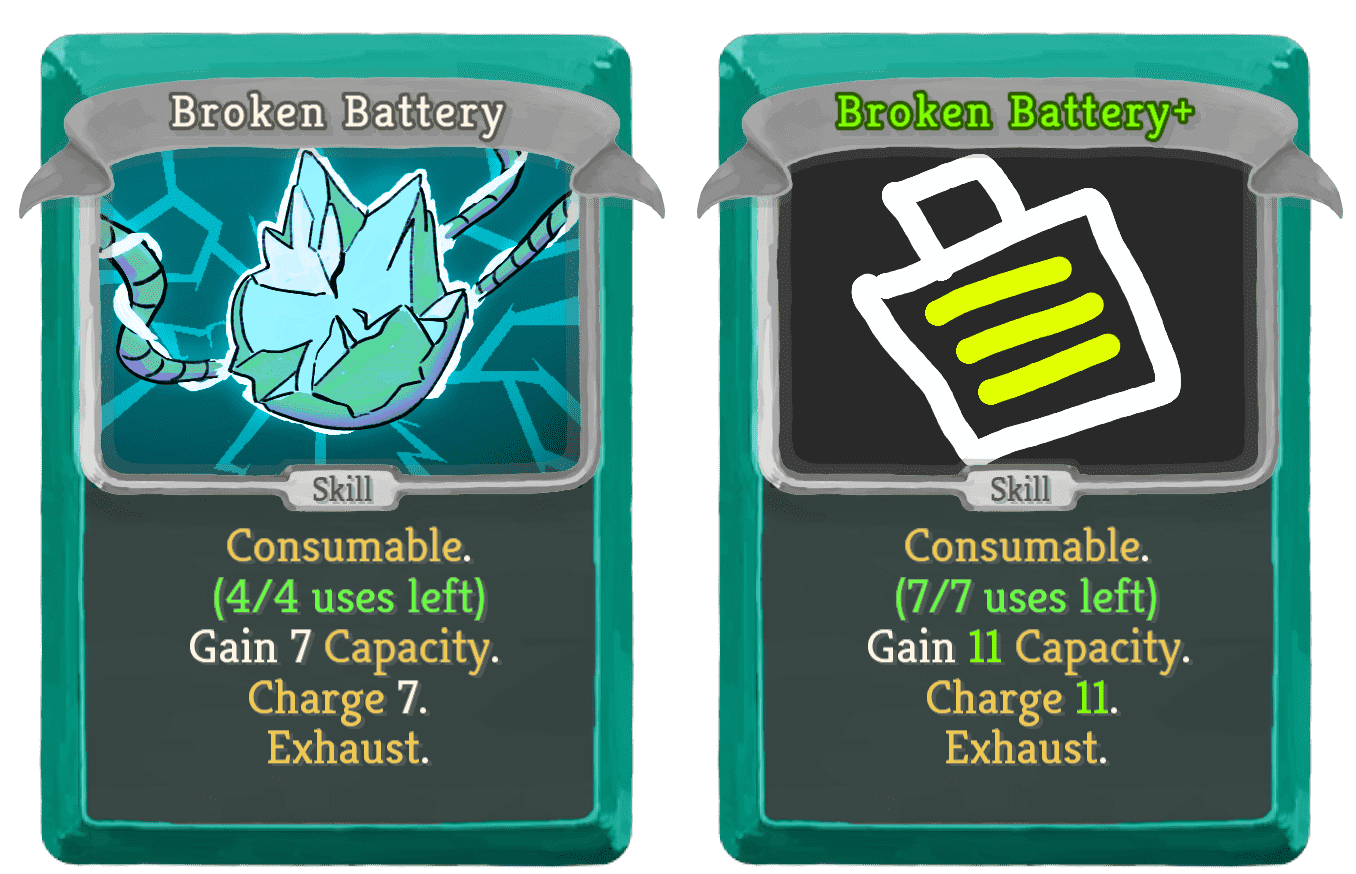 Broken Battery
Skill
Consumable.
(4/4 uses left)
Gain 7 Capacity.
Charge 7.
Exhaust.
Broken Battery+
Skill
Consumable.
(7/7 uses left)
Gain 11 Capacity.
Charge 11.
Exhaust.